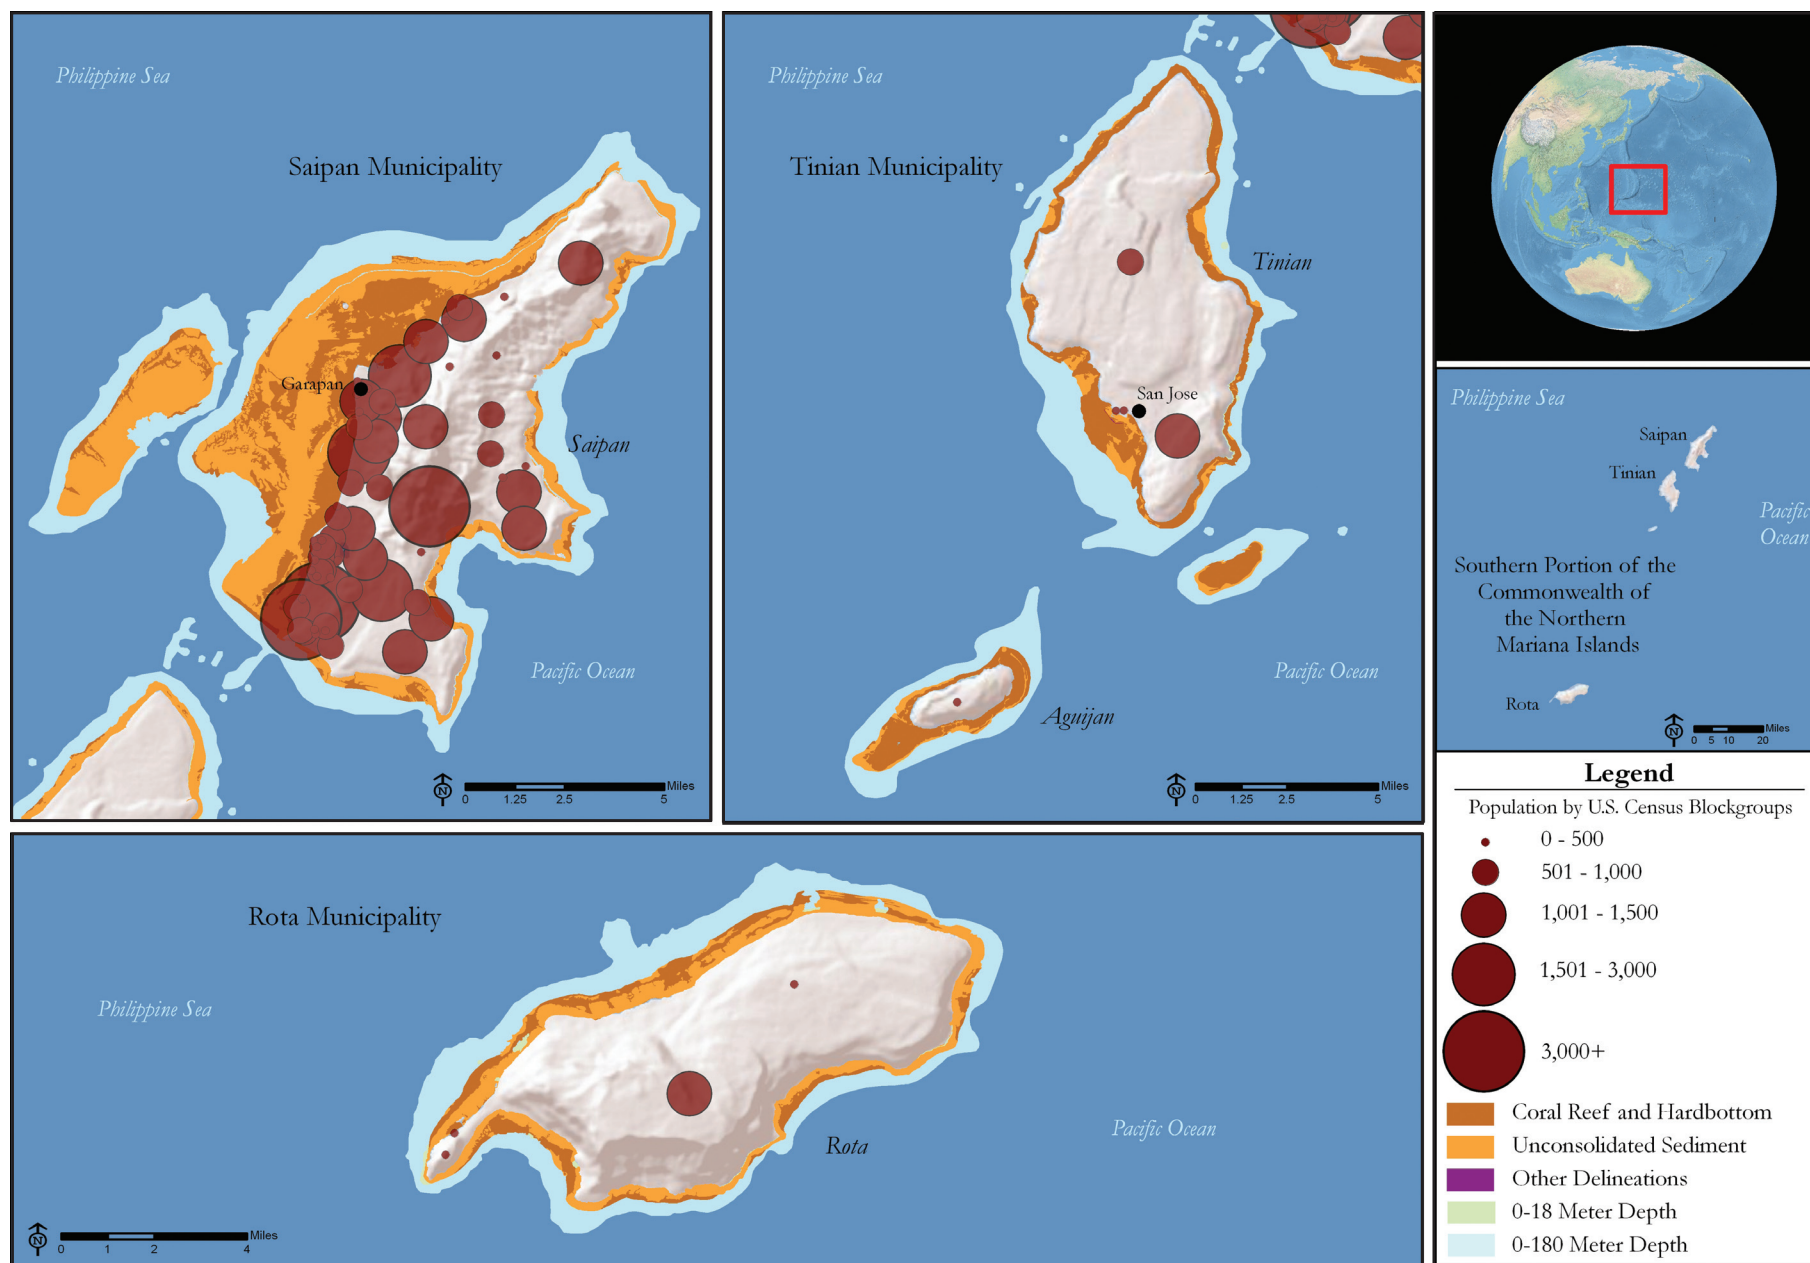 Philippine Sea
Saipan Municipality
Garapan
Saipan
Pacific Ocean
N
0 1.25 2.5 5 Miles
Philippine Sea
Tinian Municipality
Tinian
San Jose
Aguijan
Pacific Ocean
N
0 1.25 2.5 5 Miles
Rota Municipality
Philippine Sea
Rota
Pacific Ocean
N
0 1 2 4 Miles
Philippine Sea
Saipan
Tinian
Pacific
Ocean
Southern Portion of the
Commonwealth of
the Northern
Mariana Islands
Rota
N
0 5 10 20 Miles
Legend
Population by U.S. Census Blockgroups
0 - 500
501 - 1,000
1,001 - 1,500
1,501 - 3,000
3,000+
Coral Reef and Hardbottom
Unconsolidated Sediment
Other Delineations
0-18 Meter Depth
0-180 Meter Depth